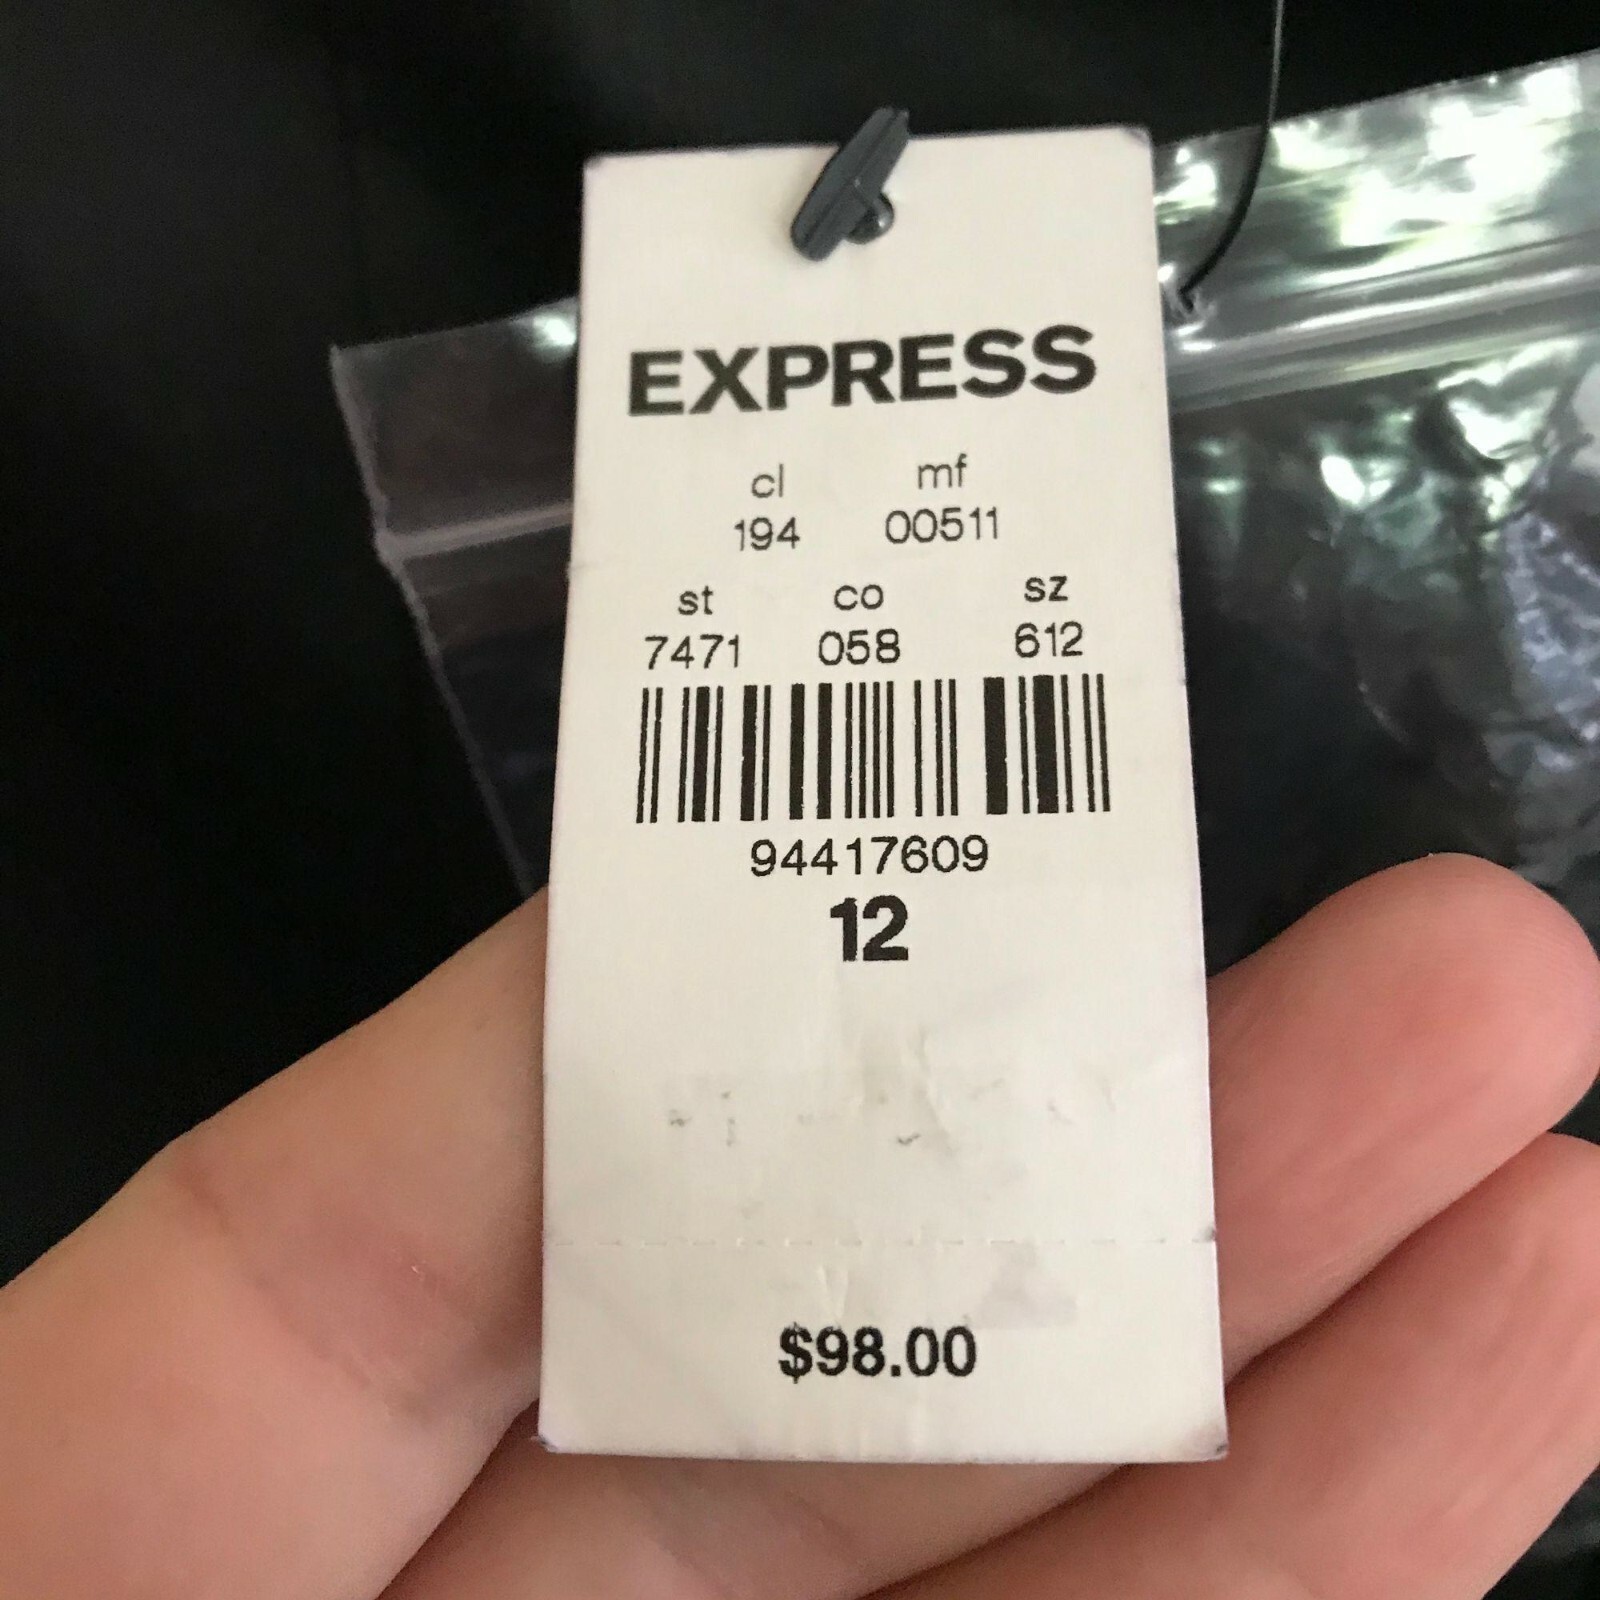 EXPRESS
cl mf
194 00511
st co sz
7471 058 612
94417609
12
$98.00